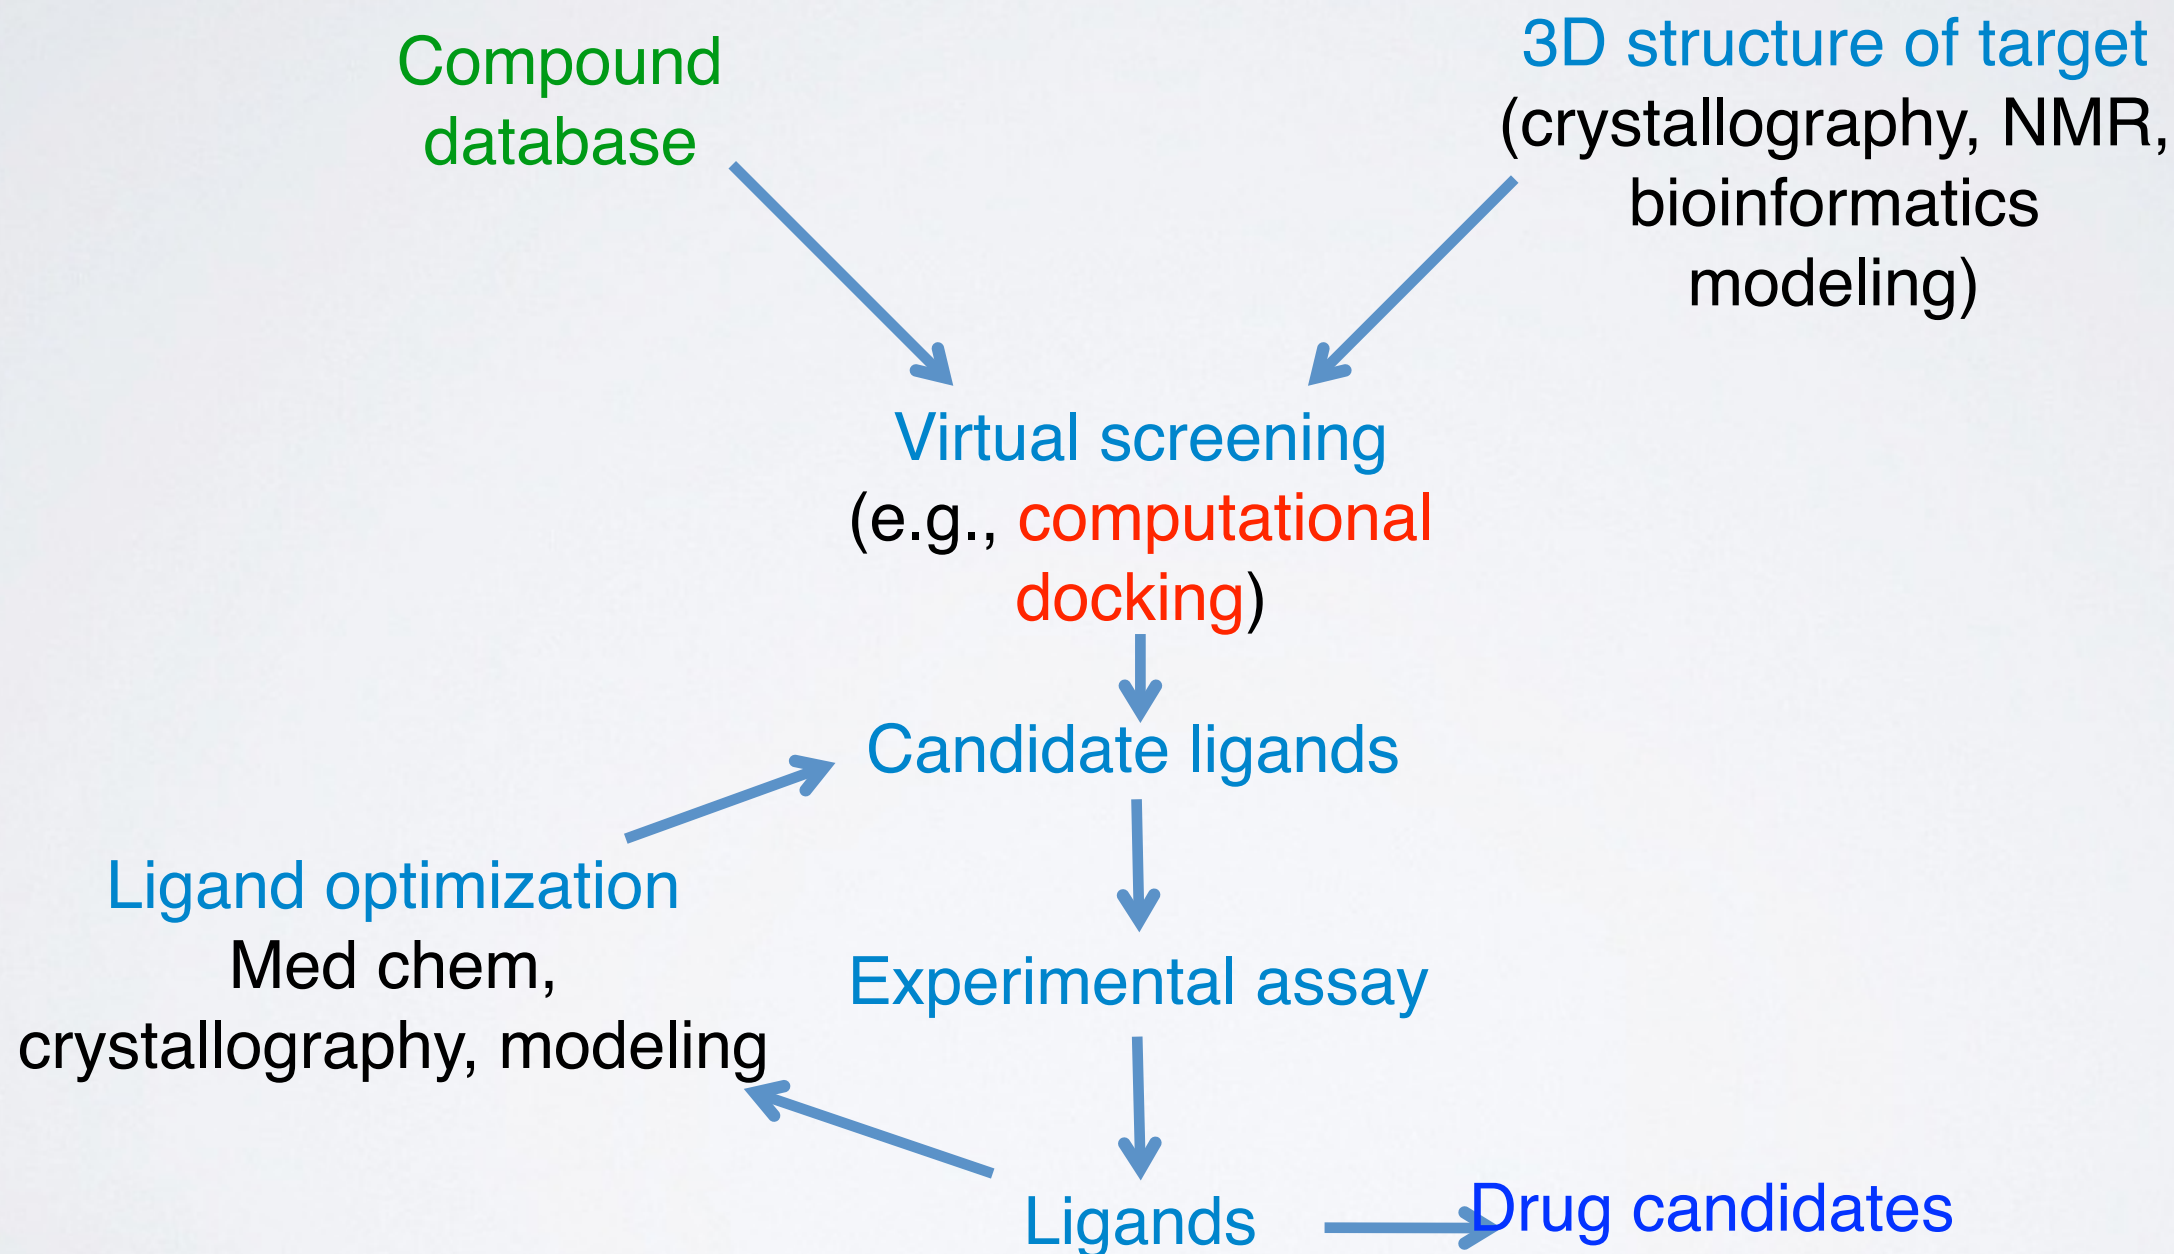 Compound
database
3D structure of target
(crystallography, NMR,
bioinformatics
modeling)
Virtual screening
(e.g., computational
docking)
Candidate ligands
Ligand optimization
Med chem,
crystallography, modeling
Experimental assay
Ligands
Drug candidates